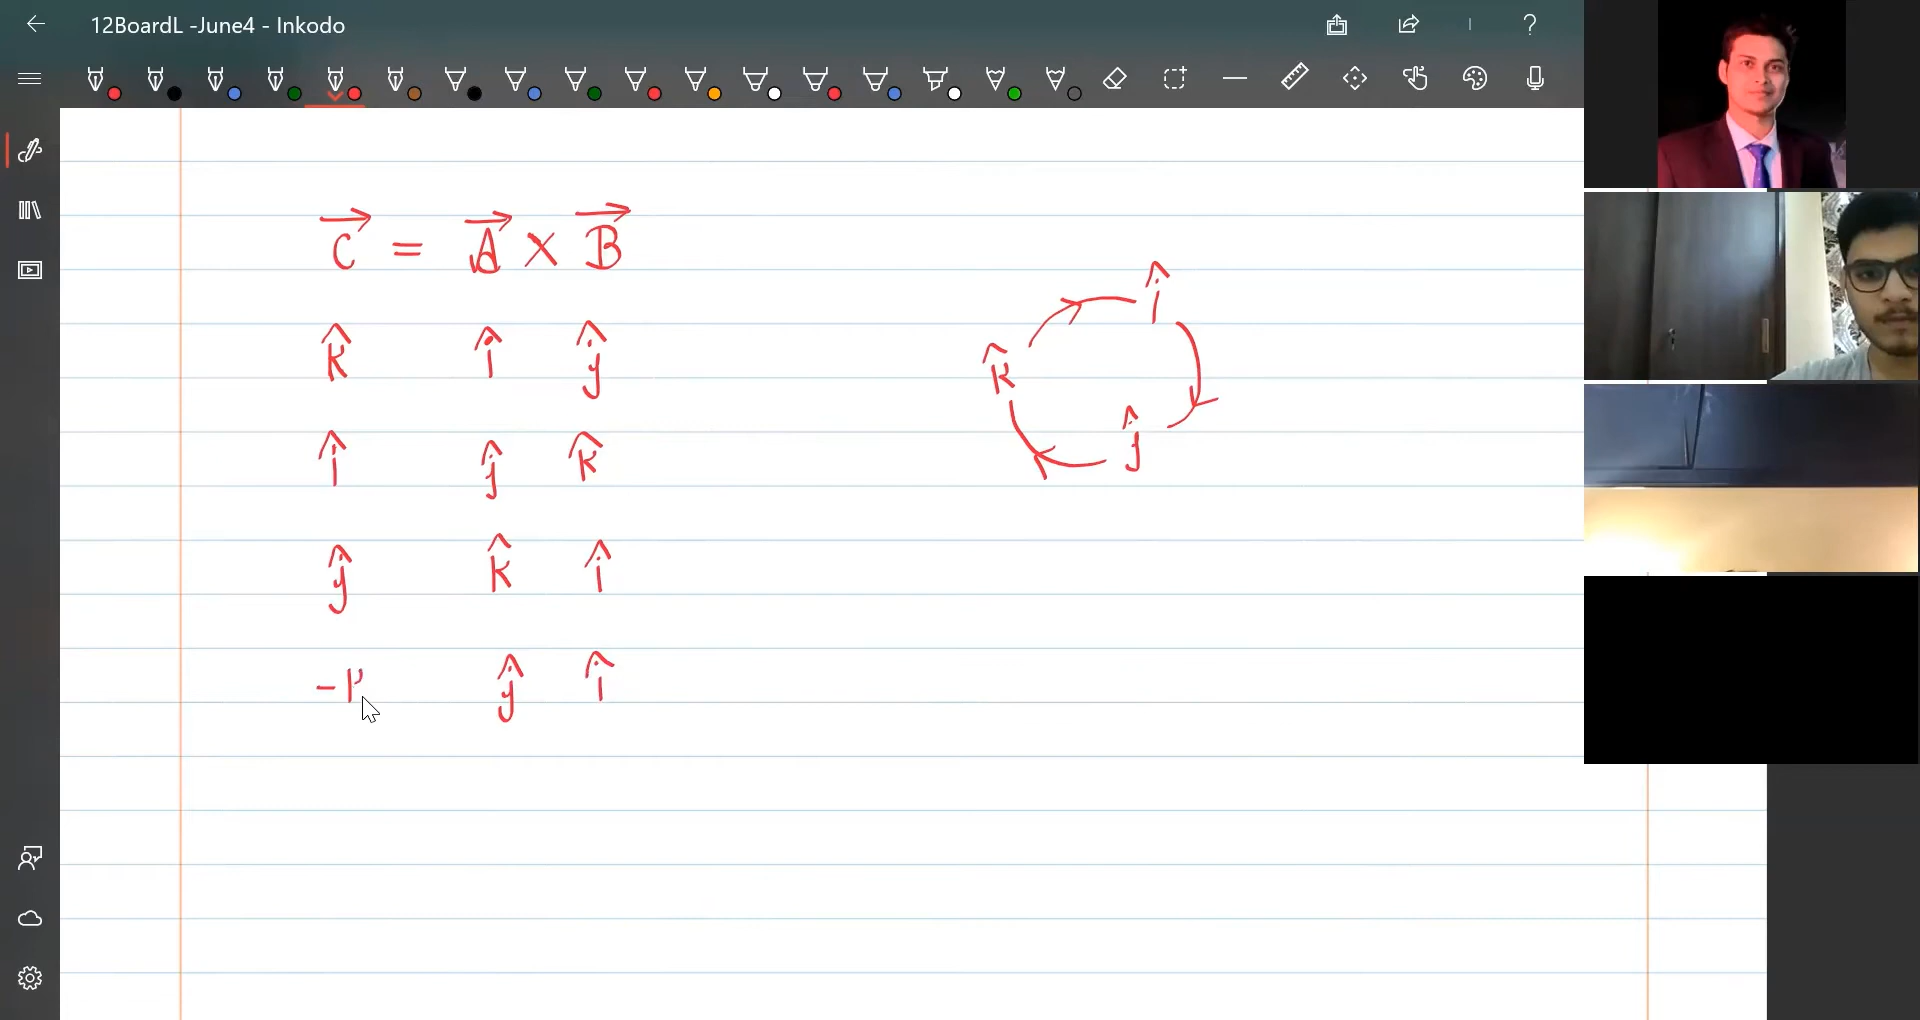 12BoardL -June4 - Inkodo
C⃗ = A⃗ × B⃗
k̂ î ĵ
î ĵ k̂
ĵ k̂ î
ĵ î
î
k̂
ĵ